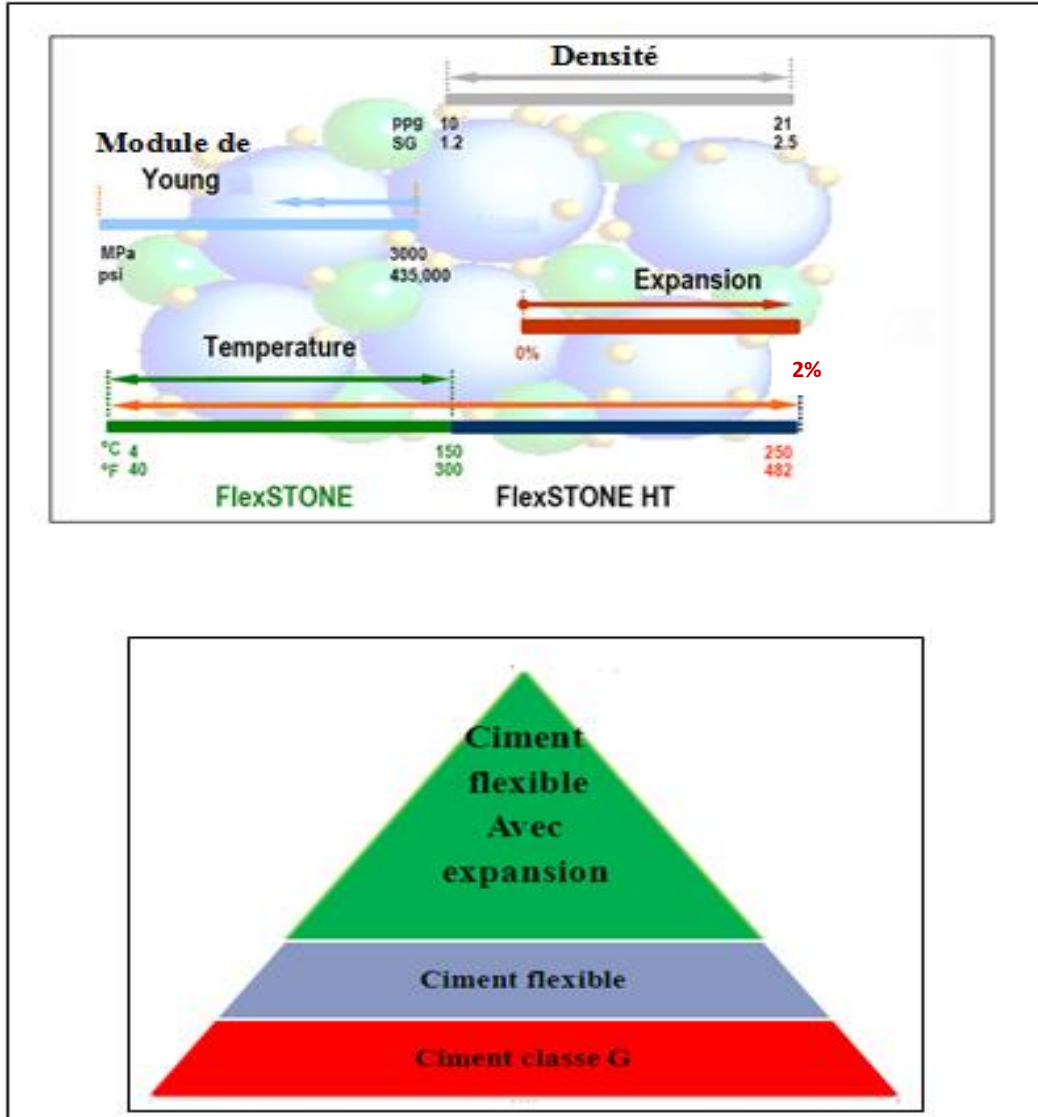 Densité
ppg 10 21
SG 1.2 2.5
Module de
Young
MPa 3000
psi 435,000
Expansion
0%
2%
Temperature
°C 4 150 250
°F 40 300 482
FlexSTONE FlexSTONE HT
Ciment
flexible
Avec
expansion
Ciment flexible
Ciment classe G